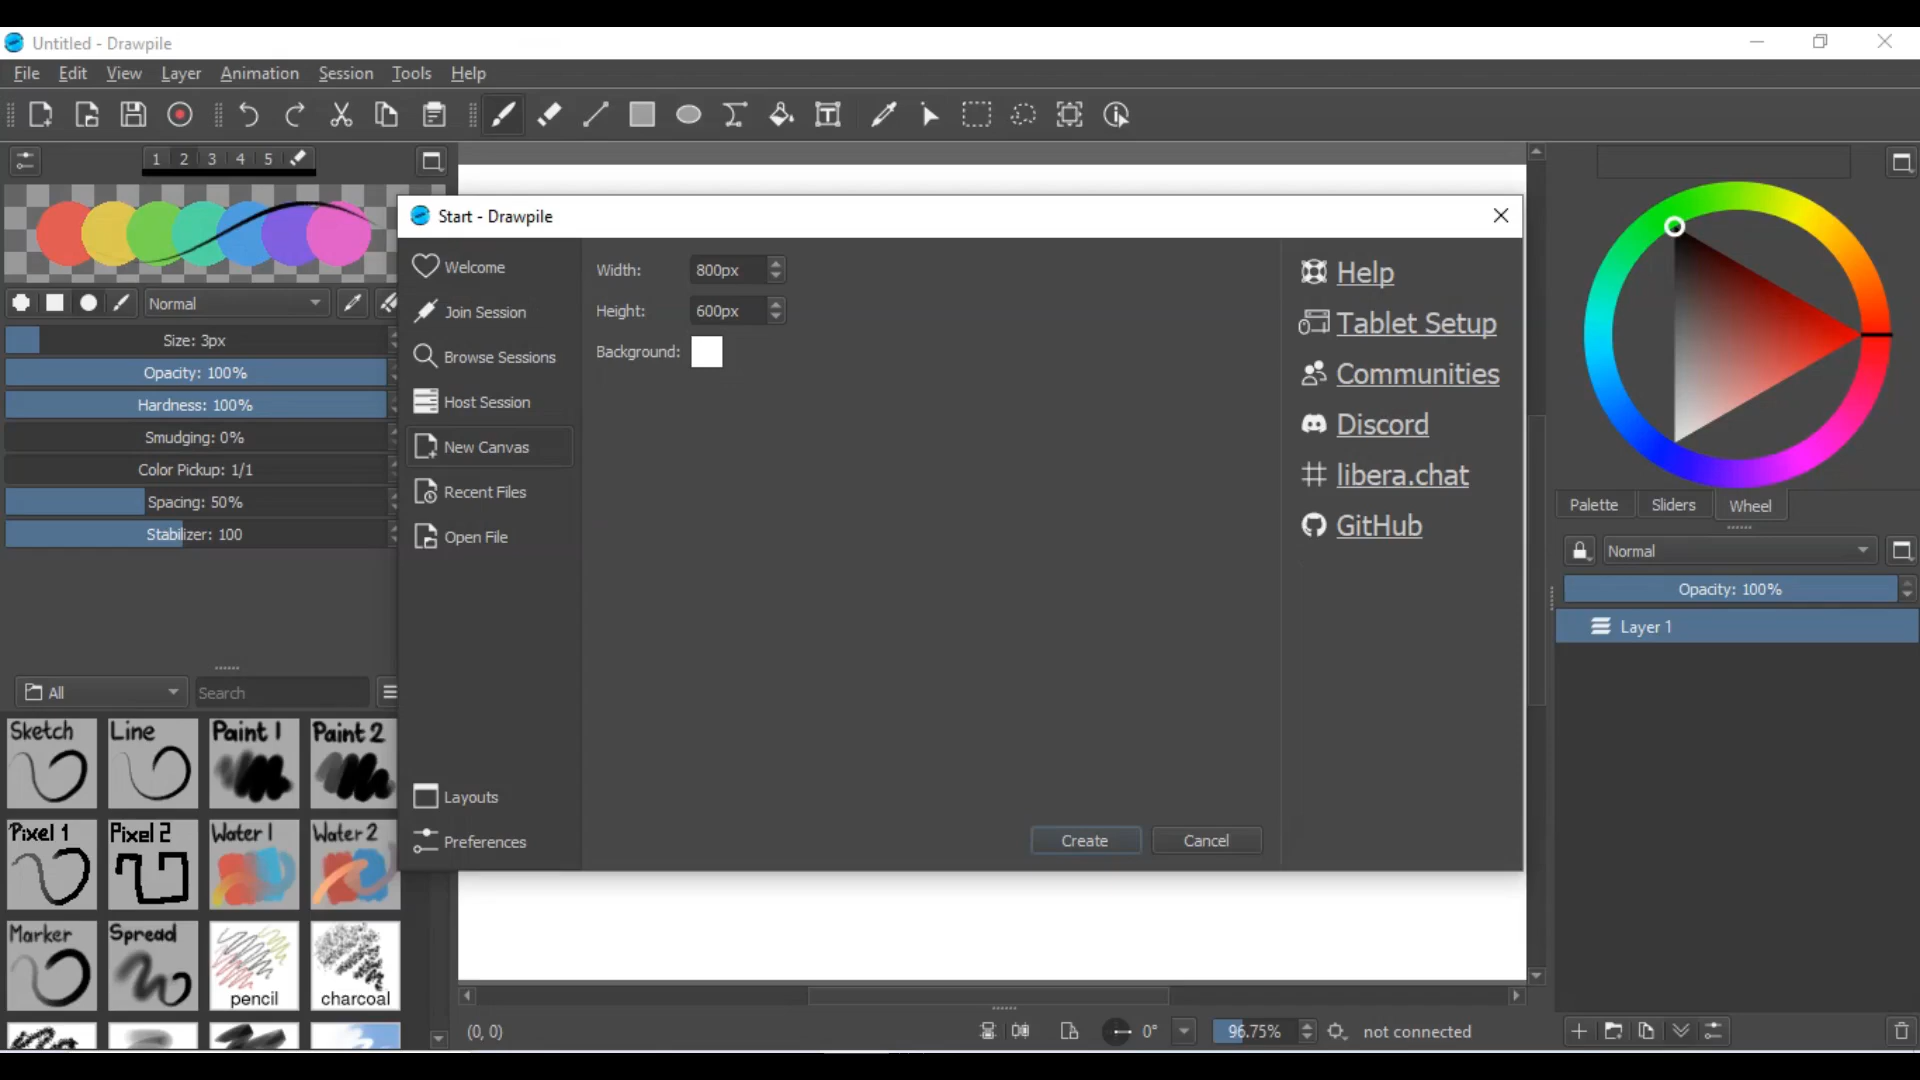 Untitled - Drawpile
File Edit View Layer Animation Session Tools Help
1 2 3 4 5
Normal
Size: 3px
Opacity: 100%
Hardness: 100%
Smudging: 0%
Color Pickup: 1/1
Spacing: 50%
Stabilizer: 100
All
Search
Sketch Line Paint 1 Paint 2
Pixel 1 Pixel 2 Water 1 Water 2
Marker Spread pencil charcoal
Start - Drawpile
Welcome
Join Session
Browse Sessions
Host Session
New Canvas
Recent Files
Open File
Layouts
Preferences
Width: 800px
Height: 600px
Background:
Create Cancel
Help
Tablet Setup
Communities
Discord
libera.chat
GitHub
Palette Sliders Wheel
Normal
Opacity: 100%
Layer 1
(0, 0)
0°
96.75%
not connected